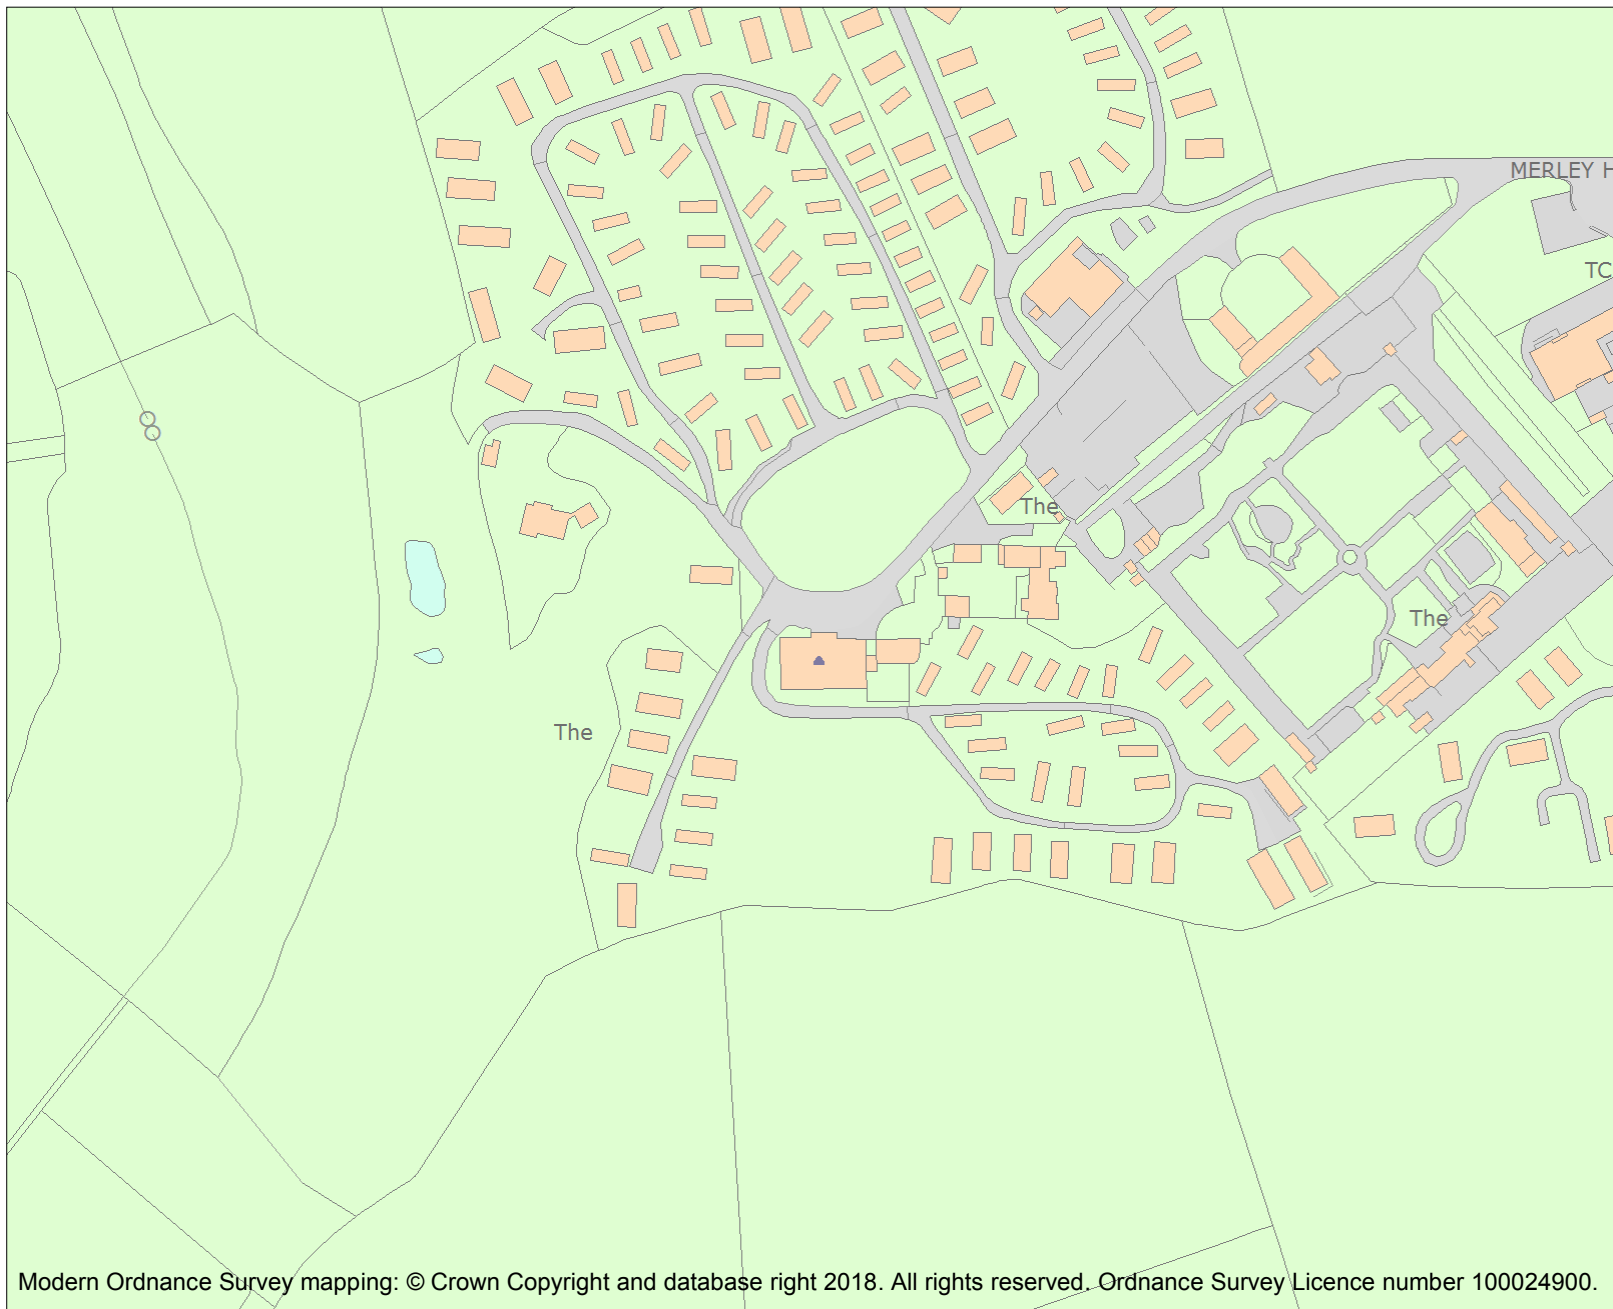 MERLEY H
TC
The
The
The
Modern Ordnance Survey mapping: © Crown Copyright and database right 2018. All rights reserved. Ordnance Survey Licence number 100024900.